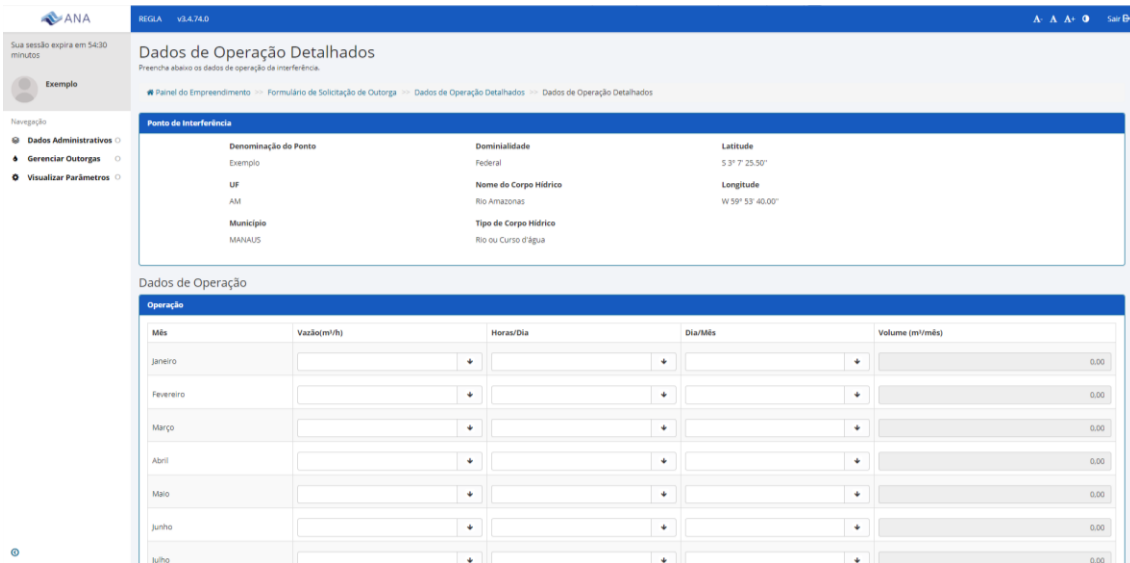 ANA
REGLA v3.4.74.0
A- A A+ Sair
Sua sessão expira em 54:30
minutos
Exemplo
Navegação
Dados Administrativos
Gerenciar Outorgas
Visualizar Parâmetros
Dados de Operação Detalhados
Preencha abaixo os dados de operação da interferência.
Painel do Empreendimento >> Formulário de Solicitação de Outorga >> Dados de Operação Detalhados >> Dados de Operação Detalhados
Ponto de Interferência
Denominação do Ponto Dominialidade Latitude
Exemplo Federal S 3° 7' 25.50"
UF Nome do Corpo Hídrico Longitude
AM Rio Amazonas W 59° 53' 40.00"
Município Tipo de Corpo Hídrico
MANAUS Rio ou Curso d'água
Dados de Operação
Operação
Mês Vazão(m³/h) Horas/Dia Dia/Mês Volume (m³/mês)
Janeiro 0,00
Fevereiro 0,00
Março 0,00
Abril 0,00
Maio 0,00
Junho 0,00
Julho 0,00